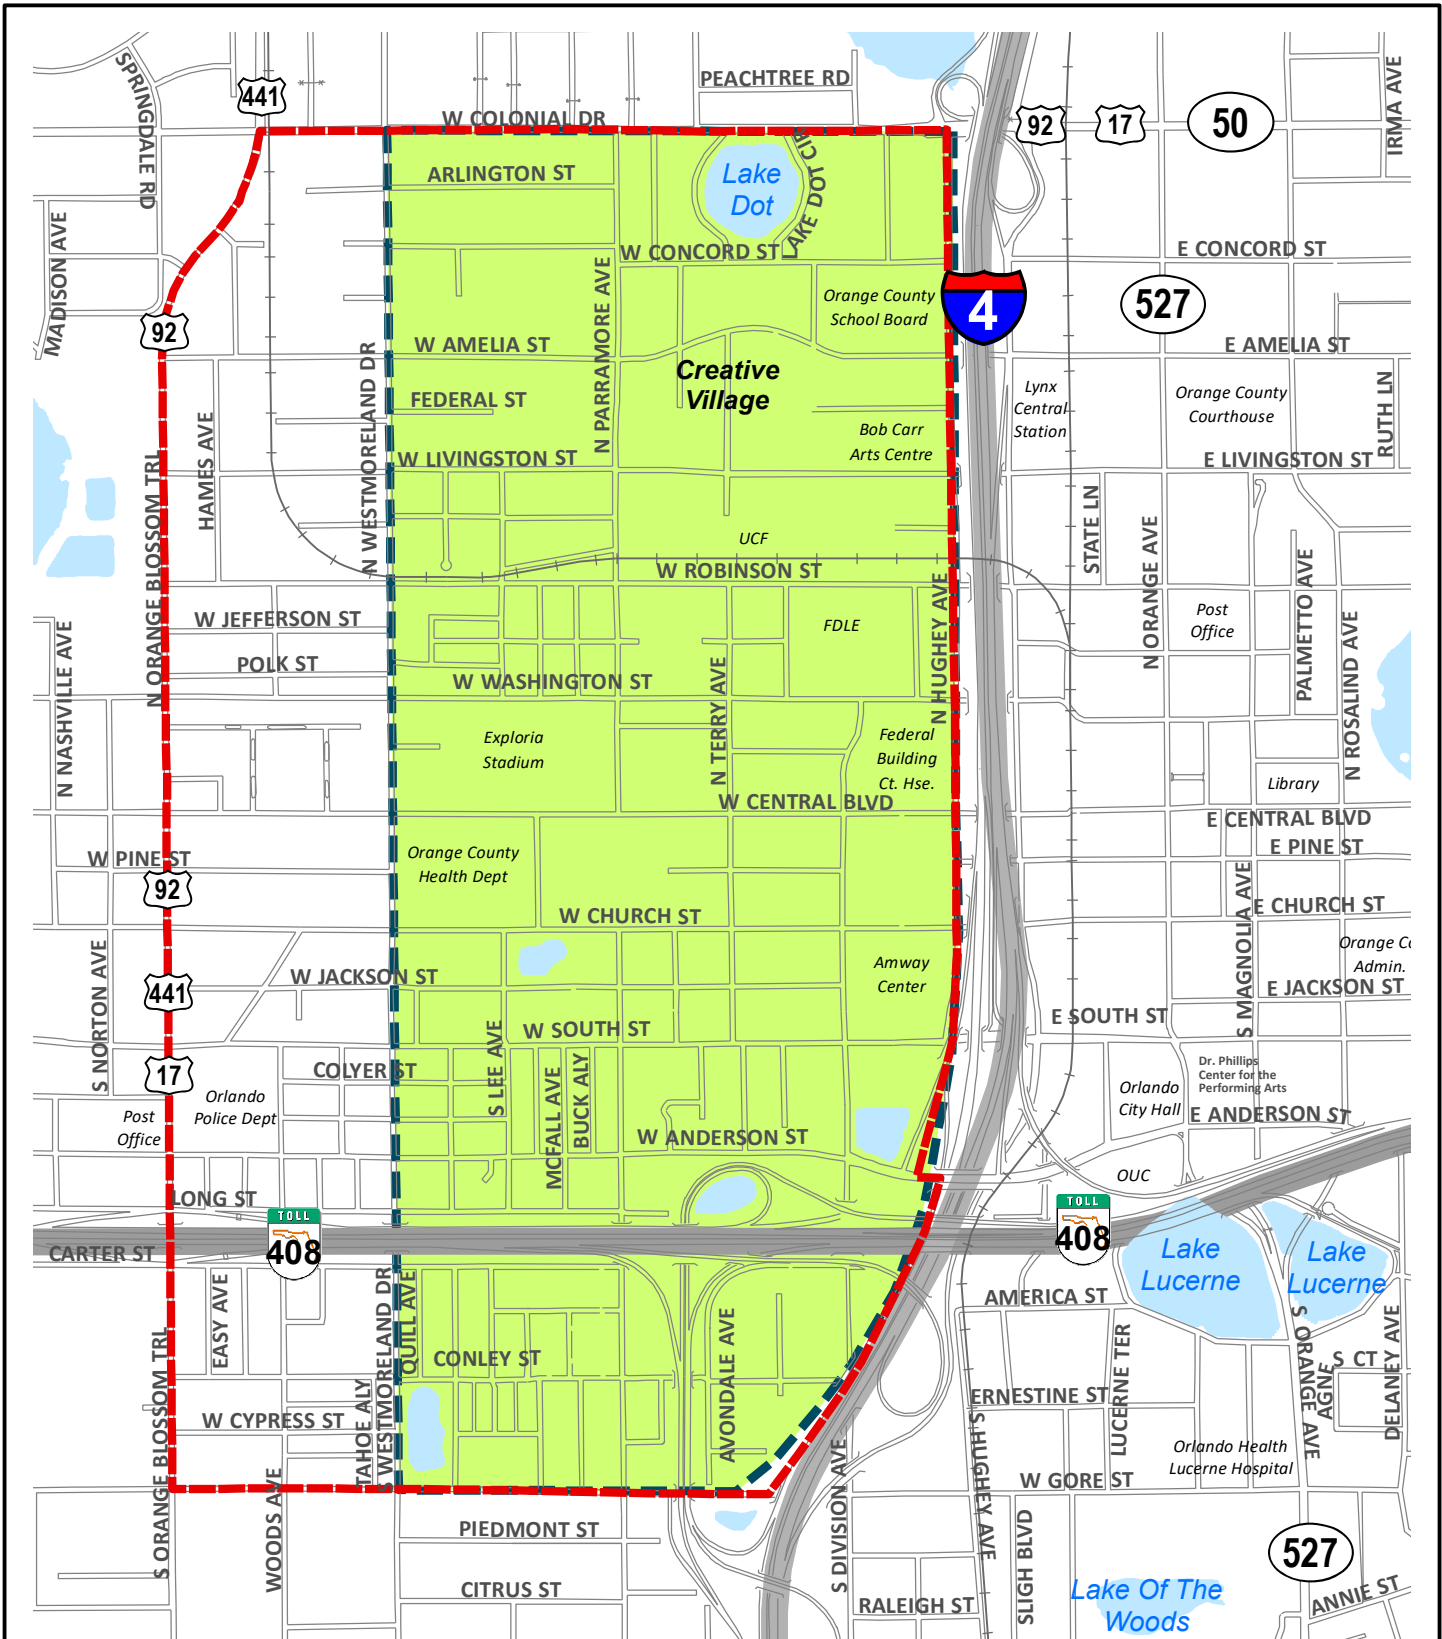 PEACHTREE RD
SPRINGDALE RD
441
W COLONIAL DR
92
17
50
IRMA AVE
ARLINGTON ST
Lake
Dot
LAKE DOT CIR
MADISON AVE
W CONCORD ST
E CONCORD ST
N PARRAMORE AVE
Orange County
School Board
4
527
92
W AMELIA ST
E AMELIA ST
N WESTMORELAND DR
Creative
Village
FEDERAL ST
Lynx
Central
Station
Orange County
Courthouse
RUTH LN
HAMES AVE
Bob Carr
Arts Centre
W LIVINGSTON ST
E LIVINGSTON ST
N ORANGE BLOSSOM TRL
STATE LN
N ORANGE AVE
UCF
W ROBINSON ST
PALMETTO AVE
N HUGHEY AVE
W JEFFERSON ST
FDLE
Post
Office
N ROSALIND AVE
N NASHVILLE AVE
POLK ST
W WASHINGTON ST
N TERRY AVE
Exploria
Stadium
Federal
Building
Ct. Hse.
Library
W CENTRAL BLVD
E CENTRAL BLVD
W PINE ST
E PINE ST
Orange County
Health Dept
92
S MAGNOLIA AVE
W CHURCH ST
E CHURCH ST
S NORTON AVE
Orange Co
Admin.
W JACKSON ST
Amway
Center
E JACKSON ST
441
W SOUTH ST
E SOUTH ST
S LEE AVE
17
COLYER ST
MCFALL AVE
BUCK ALY
Dr. Phillips
Center for the
Performing Arts
Orlando
Police Dept
Orlando
City Hall
Post
Office
W ANDERSON ST
E ANDERSON ST
OUC
LONG ST
TOLL
408
TOLL
408
CARTER ST
Lake
Lucerne
Lake
Lucerne
EASY AVE
S WESTMORELAND DR
QUILL AVE
AMERICA ST
AVONDALE AVE
LUCERNE TER
S ORANGE AVE
DELANEY AVE
S ORANGE BLOSSOM TRL
CONLEY ST
AGNES CT
TAHOE ALY
W CYPRESS ST
ERNESTINE ST
S DIVISION AVE
S HUGHEY AVE
Orlando Health
Lucerne Hospital
WOODS AVE
W GORE ST
SLIGH BLVD
PIEDMONT ST
527
CITRUS ST
RALEIGH ST
Lake Of The
Woods
ANNIE ST